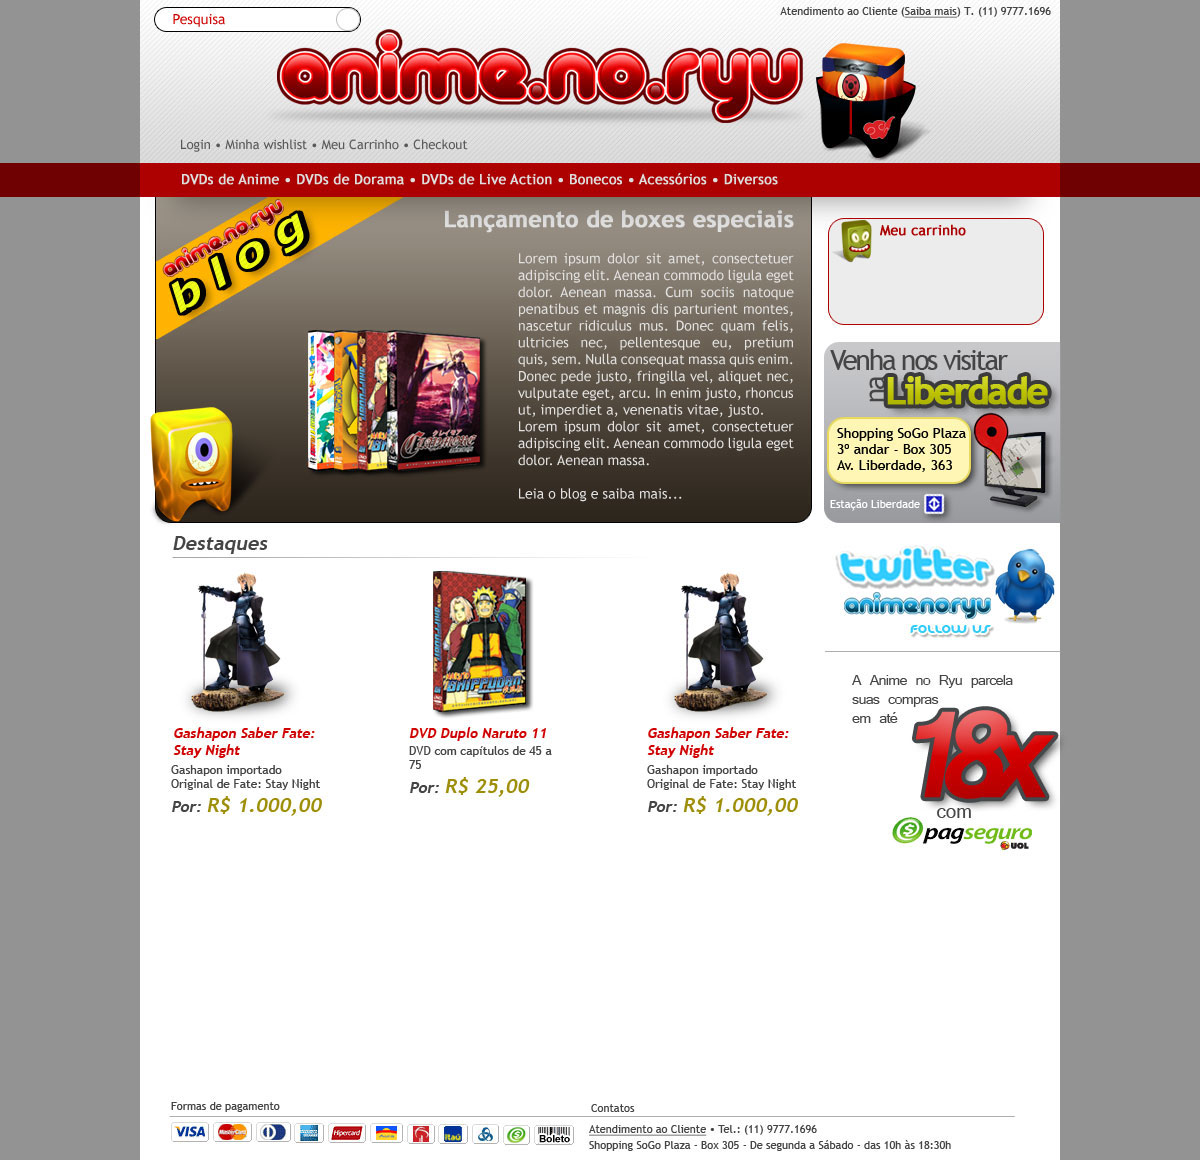 Pesquisa
Atendimento ao Cliente (Saiba mais) T. (11) 9777.1696
anime.no.ryu
Login • Minha wishlist • Meu Carrinho • Checkout
DVDs de Anime • DVDs de Dorama • DVDs de Live Action • Bonecos • Acessórios • Diversos
anime.no.ryu
blog
Lançamento de boxes especiais
Lorem ipsum dolor sit amet, consectetuer
adipiscing elit. Aenean commodo ligula eget
dolor. Aenean massa. Cum sociis natoque
penatibus et magnis dis parturient montes,
nascetur ridiculus mus. Donec quam felis,
ultricies nec, pellentesque eu, pretium
quis, sem. Nulla consequat massa quis enim.
Donec pede justo, fringilla vel, aliquet nec,
vulputate eget, arcu. In enim justo, rhoncus
ut, imperdiet a, venenatis vitae, justo.
Lorem ipsum dolor sit amet, consectetuer
adipiscing elit. Aenean commodo ligula eget
dolor. Aenean massa.
Leia o blog e saiba mais...
Meu carrinho
Venha nos visitar
na Liberdade
Shopping SoGo Plaza
3º andar - Box 305
Av. Liberdade, 363
Estação Liberdade
twitter
animenoryu
FOLLOW US
Destaques
Gashapon Saber Fate:
Stay Night
Gashapon importado
Original de Fate: Stay Night
Por: R$ 1.000,00
NARUTO
SHIPPUDEN
DVD Duplo Naruto 11
DVD com capítulos de 45 a
75
Por: R$ 25,00
Gashapon Saber Fate:
Stay Night
Gashapon importado
Original de Fate: Stay Night
Por: R$ 1.000,00
A Anime no Ryu parcela
suas compras
em até
18x
com
pagseguro
UOL
Formas de pagamento
VISA
MasterCard
Hipercard
Itaú
Boleto
Contatos
Atendimento ao Cliente • Tel.: (11) 9777.1696
Shopping SoGo Plaza - Box 305 - De segunda a Sábado - das 10h às 18:30h